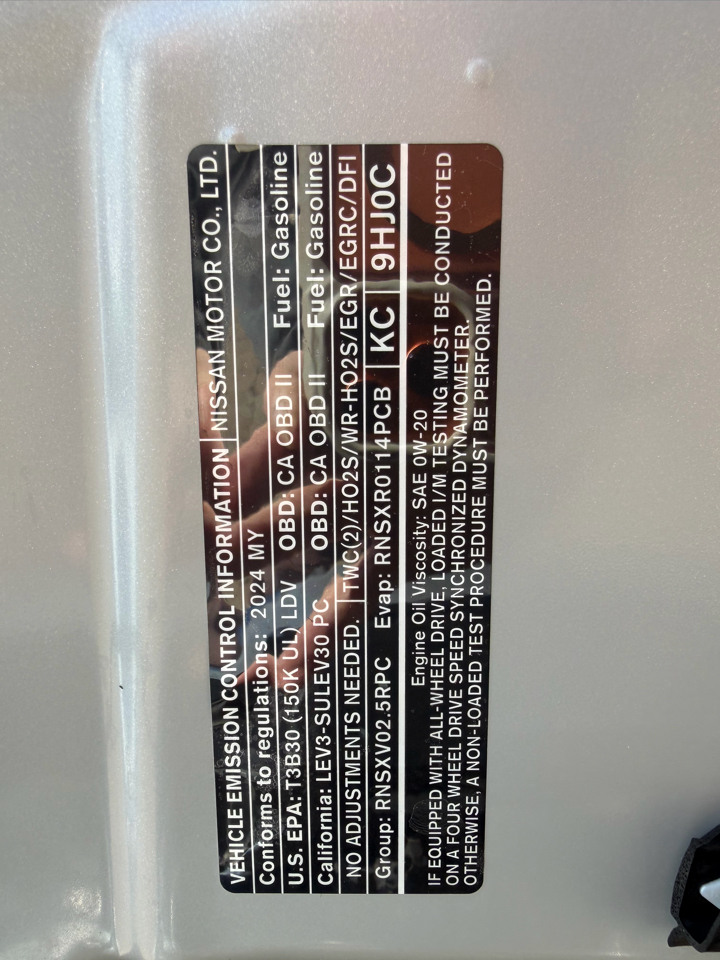 VEHICLE EMISSION CONTROL INFORMATION NISSAN MOTOR CO., LTD.
Conforms to regulations: 2024 MY
U.S. EPA: T3B30 (150K UL) LDV OBD: CA OBD II Fuel: Gasoline
California: LEV3-SULEV30 PC OBD: CA OBD II Fuel: Gasoline
NO ADJUSTMENTS NEEDED. TWC(2)/HO2S/WR-HO2S/EGR/EGRC/DFI
Group: RNSXV02.5RPC Evap: RNSXR0114PCB KC 9HJ0C
Engine Oil Viscosity: SAE 0W-20
IF EQUIPPED WITH ALL-WHEEL DRIVE, LOADED I/M TESTING MUST BE CONDUCTED
ON A FOUR WHEEL DRIVE SPEED SYNCHRONIZED DYNAMOMETER.
OTHERWISE, A NON-LOADED TEST PROCEDURE MUST BE PERFORMED.